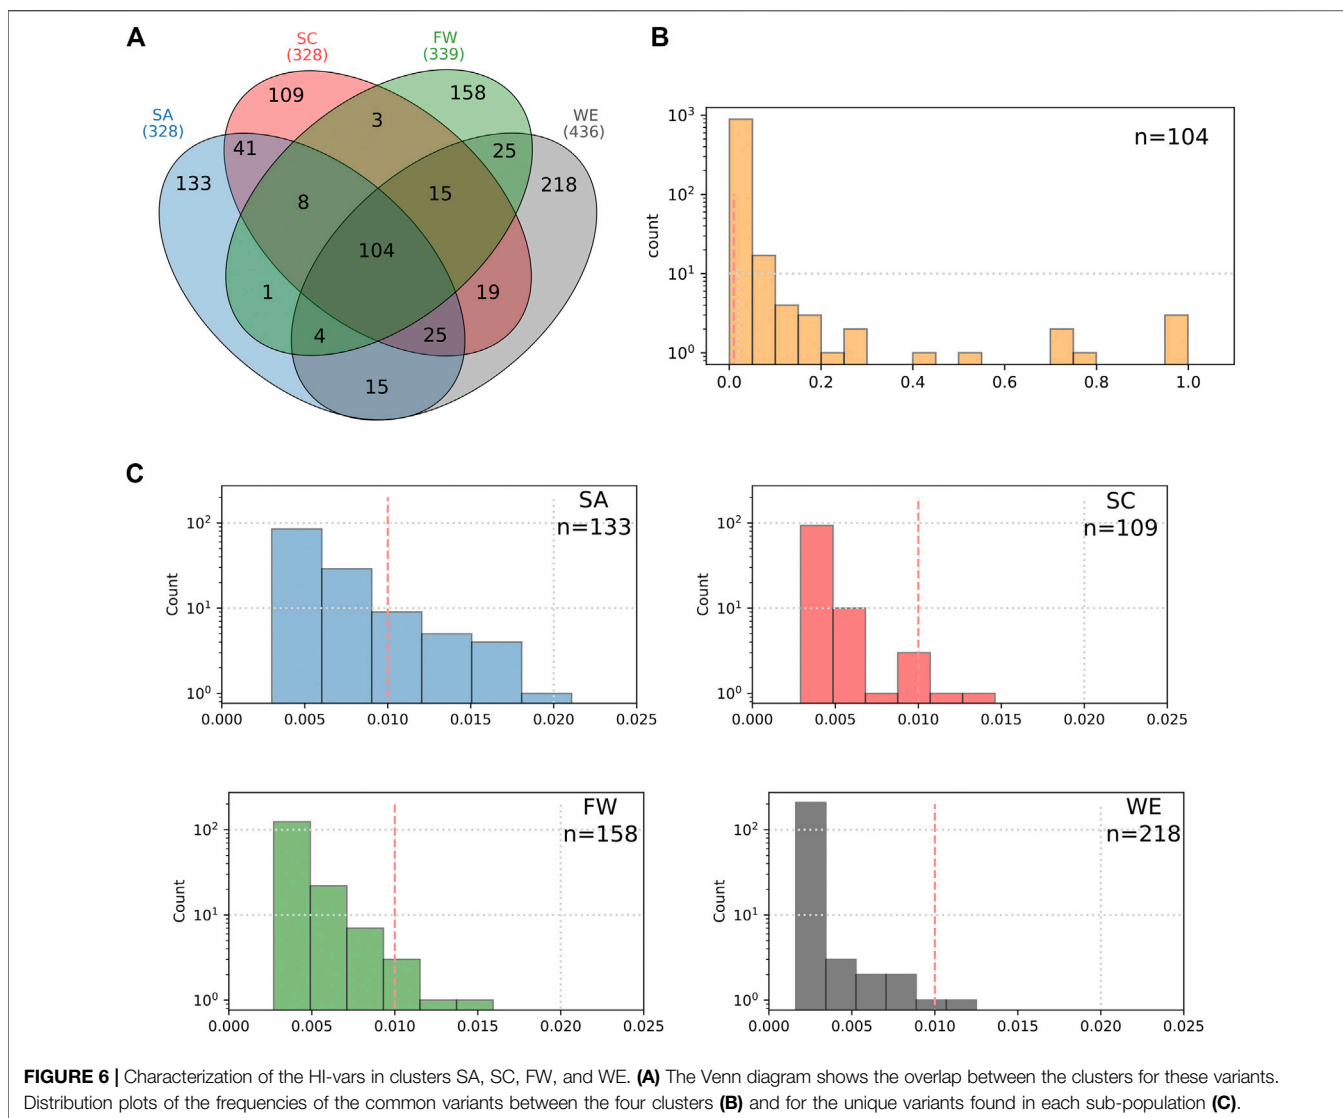 A
SC
(328)
FW
(339)
SA
(328)
WE
(436)
109
158
3
41
25
133
218
8
15
104
1
19
4
25
15
B
n=104
count
10³
10²
10¹
10⁰
0.0 0.2 0.4 0.6 0.8 1.0
C
SA
n=133
Count
10²
10¹
10⁰
0.000 0.005 0.010 0.015 0.020 0.025
SC
n=109
Count
10²
10¹
10⁰
0.000 0.005 0.010 0.015 0.020 0.025
FW
n=158
Count
10²
10¹
10⁰
0.000 0.005 0.010 0.015 0.020 0.025
WE
n=218
Count
10²
10¹
10⁰
0.000 0.005 0.010 0.015 0.020 0.025
FIGURE 6 | Characterization of the HI-vars in clusters SA, SC, FW, and WE. (A) The Venn diagram shows the overlap between the clusters for these variants.
Distribution plots of the frequencies of the common variants between the four clusters (B) and for the unique variants found in each sub-population (C).